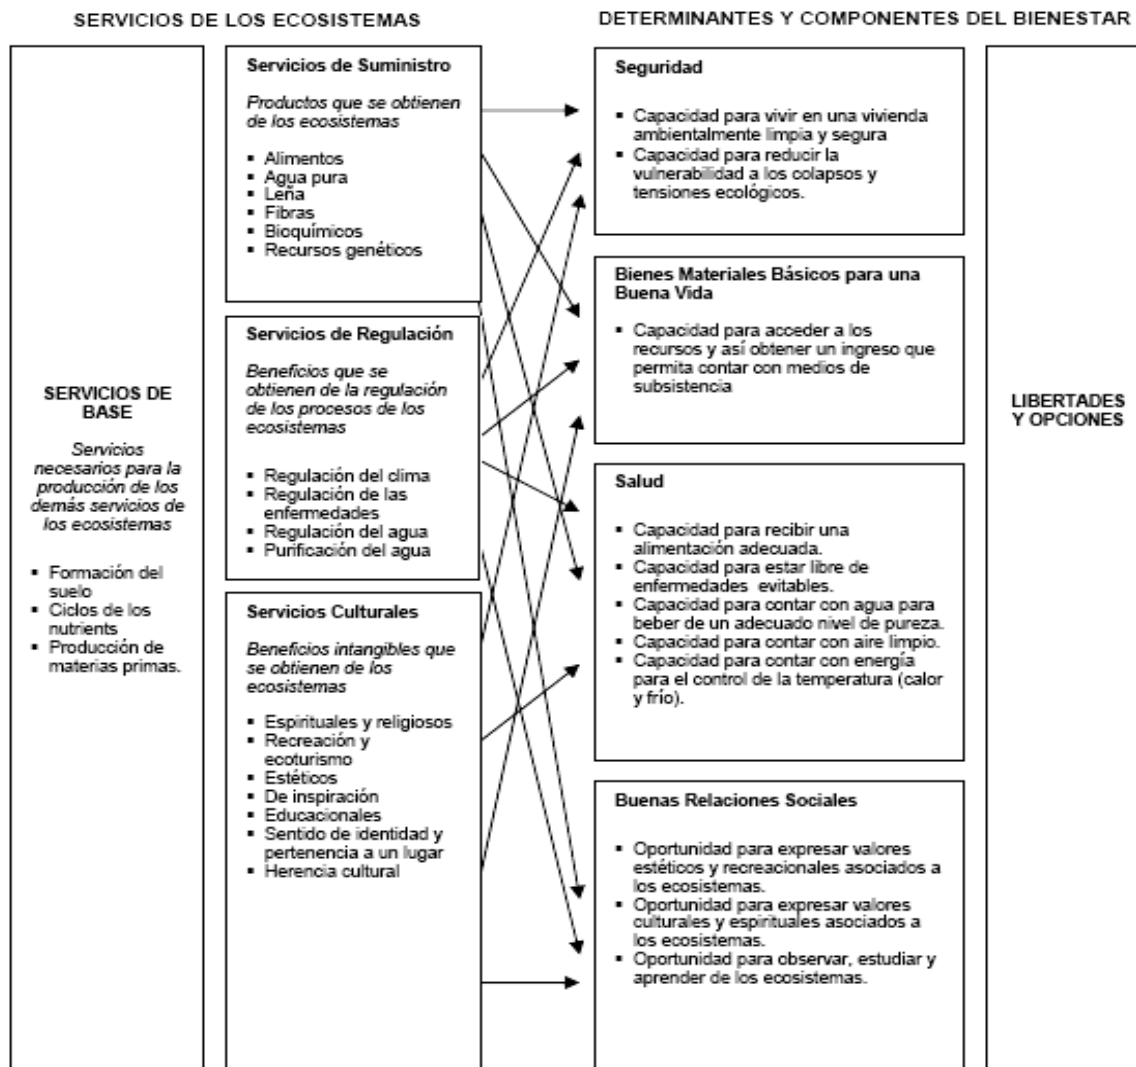 SERVICIOS DE LOS ECOSISTEMAS
DETERMINANTES Y COMPONENTES DEL BIENESTAR
SERVICIOS DE
BASE
Servicios
necesarios para la
producción de los
demás servicios de
los ecosistemas
▪ Formación del
suelo
▪ Ciclos de los
nutrients
▪ Producción de
materias primas.
Servicios de Suministro
Productos que se obtienen
de los ecosistemas
▪ Alimentos
▪ Agua pura
▪ Leña
▪ Fibras
▪ Bioquímicos
▪ Recursos genéticos
Servicios de Regulación
Beneficios que se
obtienen de la regulación
de los procesos de los
ecosistemas
▪ Regulación del clima
▪ Regulación de las
enfermedades
▪ Regulación del agua
▪ Purificación del agua
Servicios Culturales
Beneficios intangibles que
se obtienen de los
ecosistemas
▪ Espirituales y religiosos
▪ Recreación y
ecoturismo
▪ Estéticos
▪ De inspiración
▪ Educacionales
▪ Sentido de identidad y
pertenencia a un lugar
▪ Herencia cultural
Seguridad
▪ Capacidad para vivir en una vivienda
ambientalmente limpia y segura
▪ Capacidad para reducir la
vulnerabilidad a los colapsos y
tensiones ecológicos.
Bienes Materiales Básicos para una
Buena Vida
▪ Capacidad para acceder a los
recursos y así obtener un ingreso que
permita contar con medios de
subsistencia
Salud
▪ Capacidad para recibir una
alimentación adecuada.
▪ Capacidad para estar libre de
enfermedades evitables.
▪ Capacidad para contar con agua para
beber de un adecuado nivel de pureza.
▪ Capacidad para contar con aire limpio.
▪ Capacidad para contar con energía
para el control de la temperatura (calor
y frío).
Buenas Relaciones Sociales
▪ Oportunidad para expresar valores
estéticos y recreacionales asociados a
los ecosistemas.
▪ Oportunidad para expresar valores
culturales y espirituales asociados a
los ecosistemas.
▪ Oportunidad para observar, estudiar y
aprender de los ecosistemas.
LIBERTADES
Y OPCIONES